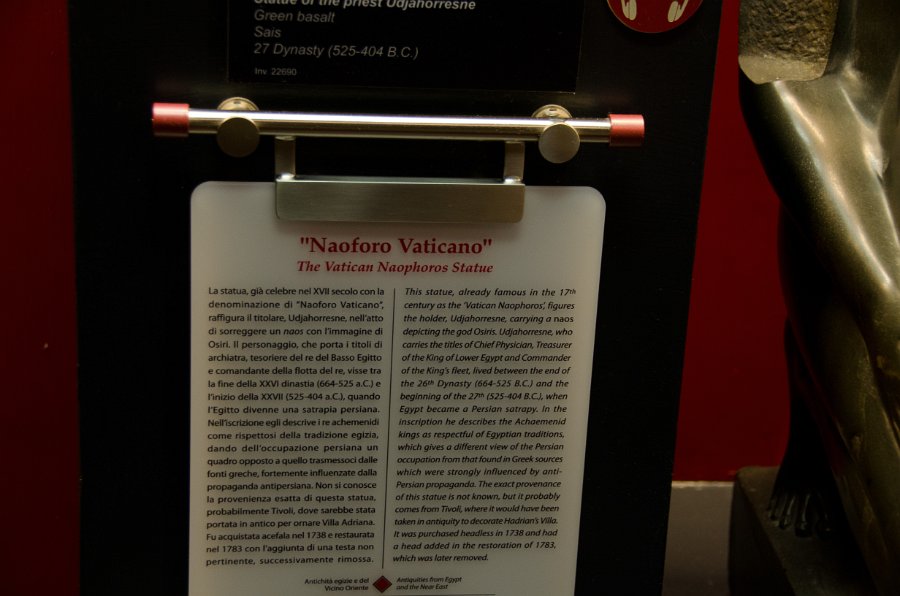 Statue of the priest Udjahorresne
Green basalt
Sais
27 Dynasty (525-404 B.C.)
Inv. 22690
"Naoforo Vaticano"
The Vatican Naophoros Statue
La statua, già celebre nel XVII secolo con la
denominazione di "Naoforo Vaticano",
raffigura il titolare, Udjahorresne, nell'atto
di sorreggere un naos con l'immagine di
Osiri. Il personaggio, che porta i titoli di
archiatra, tesoriere del re del Basso Egitto
e comandante della flotta del re, visse tra
la fine della XXVI dinastia (664-525 a.C.) e
l'inizio della XXVII (525-404 a.C.), quando
l'Egitto divenne una satrapia persiana.
Nell'iscrizione egli descrive i re achemenidi
come rispettosi della tradizione egizia,
dando dell'occupazione persiana un
quadro opposto a quello trasmessoci dalle
fonti greche, fortemente influenzate dalla
propaganda antipersiana. Non si conosce
la provenienza esatta di questa statua,
probabilmente Tivoli, dove sarebbe stata
portata in antico per ornare Villa Adriana.
Fu acquistata acefala nel 1738 e restaurata
nel 1783 con l'aggiunta di una testa non
pertinente, successivamente rimossa.
This statue, already famous in the 17th
century as the 'Vatican Naophoros', figures
the holder, Udjahorresne, carrying a naos
depicting the god Osiris. Udjahorresne, who
carries the titles of Chief Physician, Treasurer
of the King of Lower Egypt and Commander
of the King's fleet, lived between the end of
the 26th Dynasty (664-525 B.C.) and the
beginning of the 27th (525-404 B.C.), when
Egypt became a Persian satrapy. In the
inscription he describes the Achaemenid
kings as respectful of Egyptian traditions,
which gives a different view of the Persian
occupation from that found in Greek sources
which were strongly influenced by anti-
Persian propaganda. The exact provenance
of this statue is not known, but it probably
comes from Tivoli, where it would have been
taken in antiquity to decorate Hadrian's Villa.
It was purchased headless in 1738 and had
a head added in the restoration of 1783,
which was later removed.
Antichità egizie e del
Vicino Oriente
Antiquities from Egypt
and the Near East